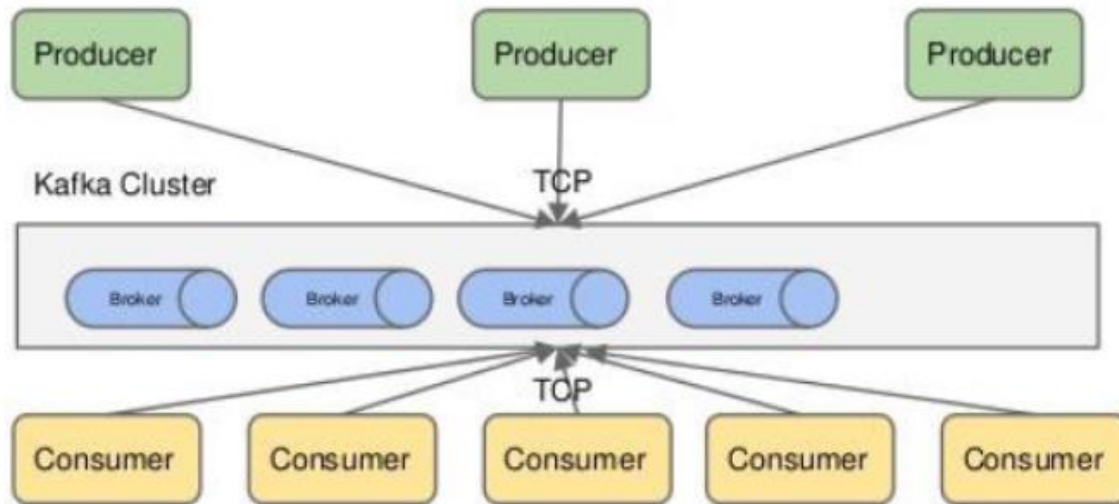 Producer
Producer
Producer
Kafka Cluster
TCP
Broker
Broker
Broker
Broker
TCP
Consumer
Consumer
Consumer
Consumer
Consumer